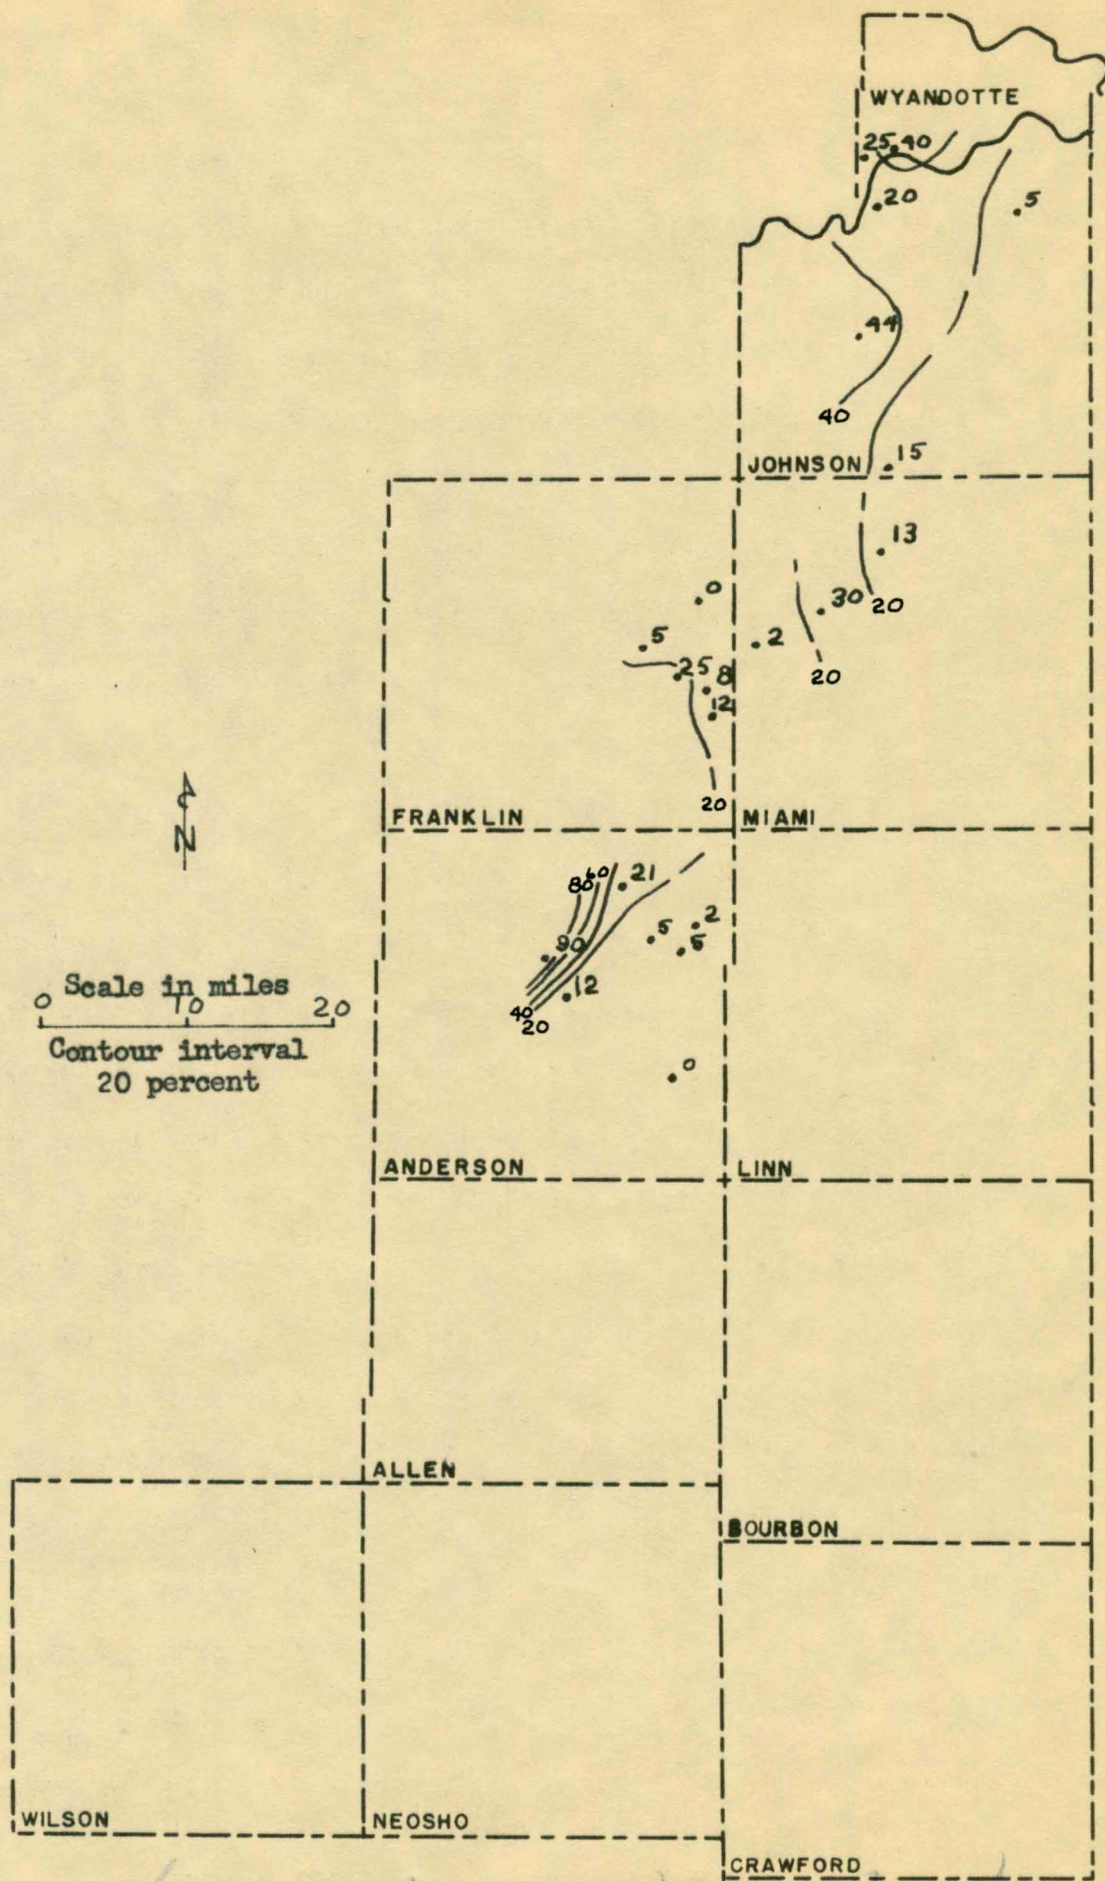 WYANDOTTE
25 40
20
5
44
40
JOHNSON
15
13
0
30
20
5
2
25
8
20
12
20
FRANKLIN
MIAMI
N
80
60
21
2
5
5
90
Scale in miles
0 10 20
12
40
20
Contour interval
20 percent
0
ANDERSON
LINN
ALLEN
BOURBON
WILSON
NEOSHO
CRAWFORD